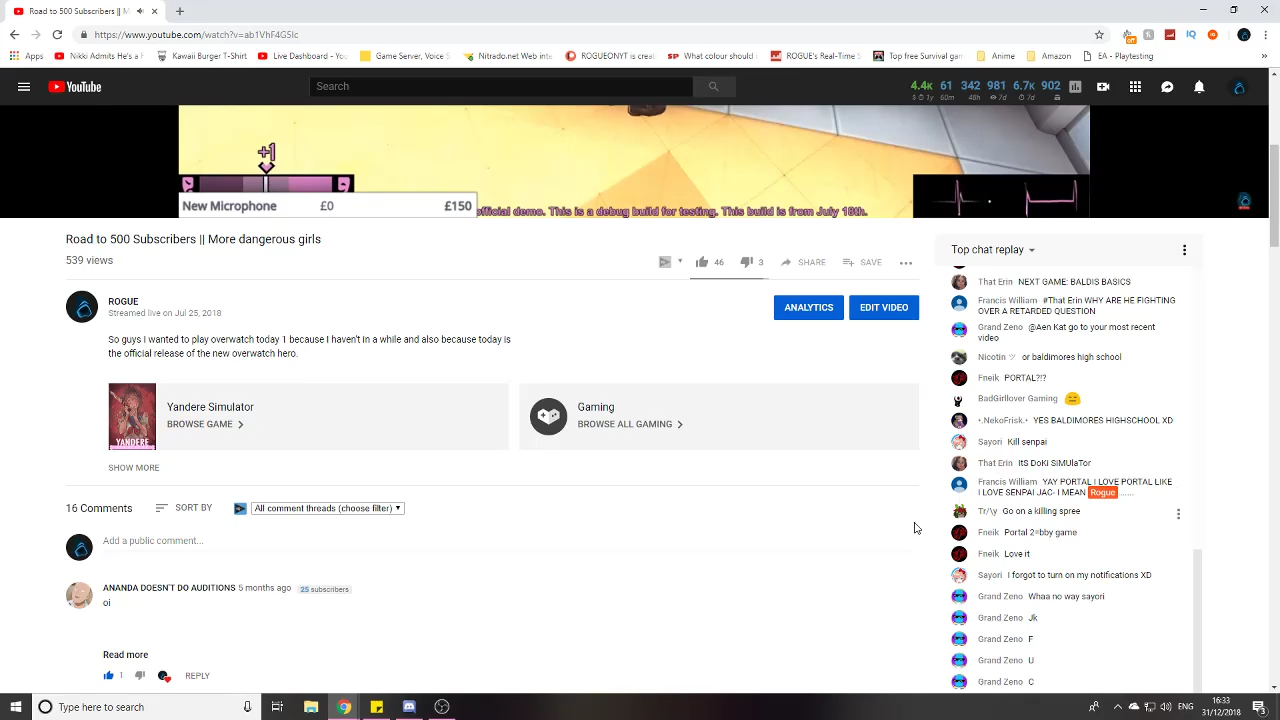 Road to 500 Subscribers || M
https://www.youtube.com/watch?v=ab1VhF4G5Ic
Apps
Nikki Admits He's H
Kawaii Burger T-Shirt
Live Dashboard - Yo
Game Server, Voice S
Nitrado.net Web inte
ROGUEONYT is creat
What colour should
ROGUE's Real-Time S
Top free Survival gam
Anime
Amazon
EA - Playtesting
YouTube
Search
4.4K 61 342 981 6.7K 902
1y 60m 48h 7d 7d
+1
New Microphone £0 £150
official demo. This is a debug build for testing. This build is from July 18th.
Road to 500 Subscribers || More dangerous girls
539 views
46 3 SHARE SAVE
ROGUE
Streamed live on Jul 25, 2018
ANALYTICS
EDIT VIDEO
So guys I wanted to play overwatch today 1 because I haven't in a while and also because today is
the official release of the new overwatch hero.
YANDERE
Yandere Simulator
BROWSE GAME
Gaming
BROWSE ALL GAMING
SHOW MORE
16 Comments
SORT BY
All comment threads (choose filter)
Add a public comment...
ANANDA DOESN'T DO AUDITIONS 5 months ago 25 subscribers
oi
Read more
1 REPLY
Top chat replay
That Erin NEXT GAME: BALDIS BASICS
Francis William #That Erin WHY ARE HE FIGHTING
OVER A RETARDED QUESTION
Grand Zeno @Aen Kat go to your most recent
video
Nicotin ツ or baldimores high school
Fneik PORTAL?!?
BadGirllover Gaming 😑
•.NekoFrisk.• YES BALDIMORES HIGHSCHOOL XD
Sayori Kill senpai
That Erin ItS DoKI SiMUlaTor
Francis William YAY PORTAL I LOVE PORTAL LIKE
I LOVE SENPAI JAC- I MEAN Rogue ......
Tr/\y Go on a killing spree
Fneik Portal 2=bby game
Fneik Love it
Sayori I forgot to turn on my notifications XD
Grand Zeno Whaa no way sayori
Grand Zeno Jk
Grand Zeno F
Grand Zeno U
Grand Zeno C
Type here to search
ENG
16:33
31/12/2018